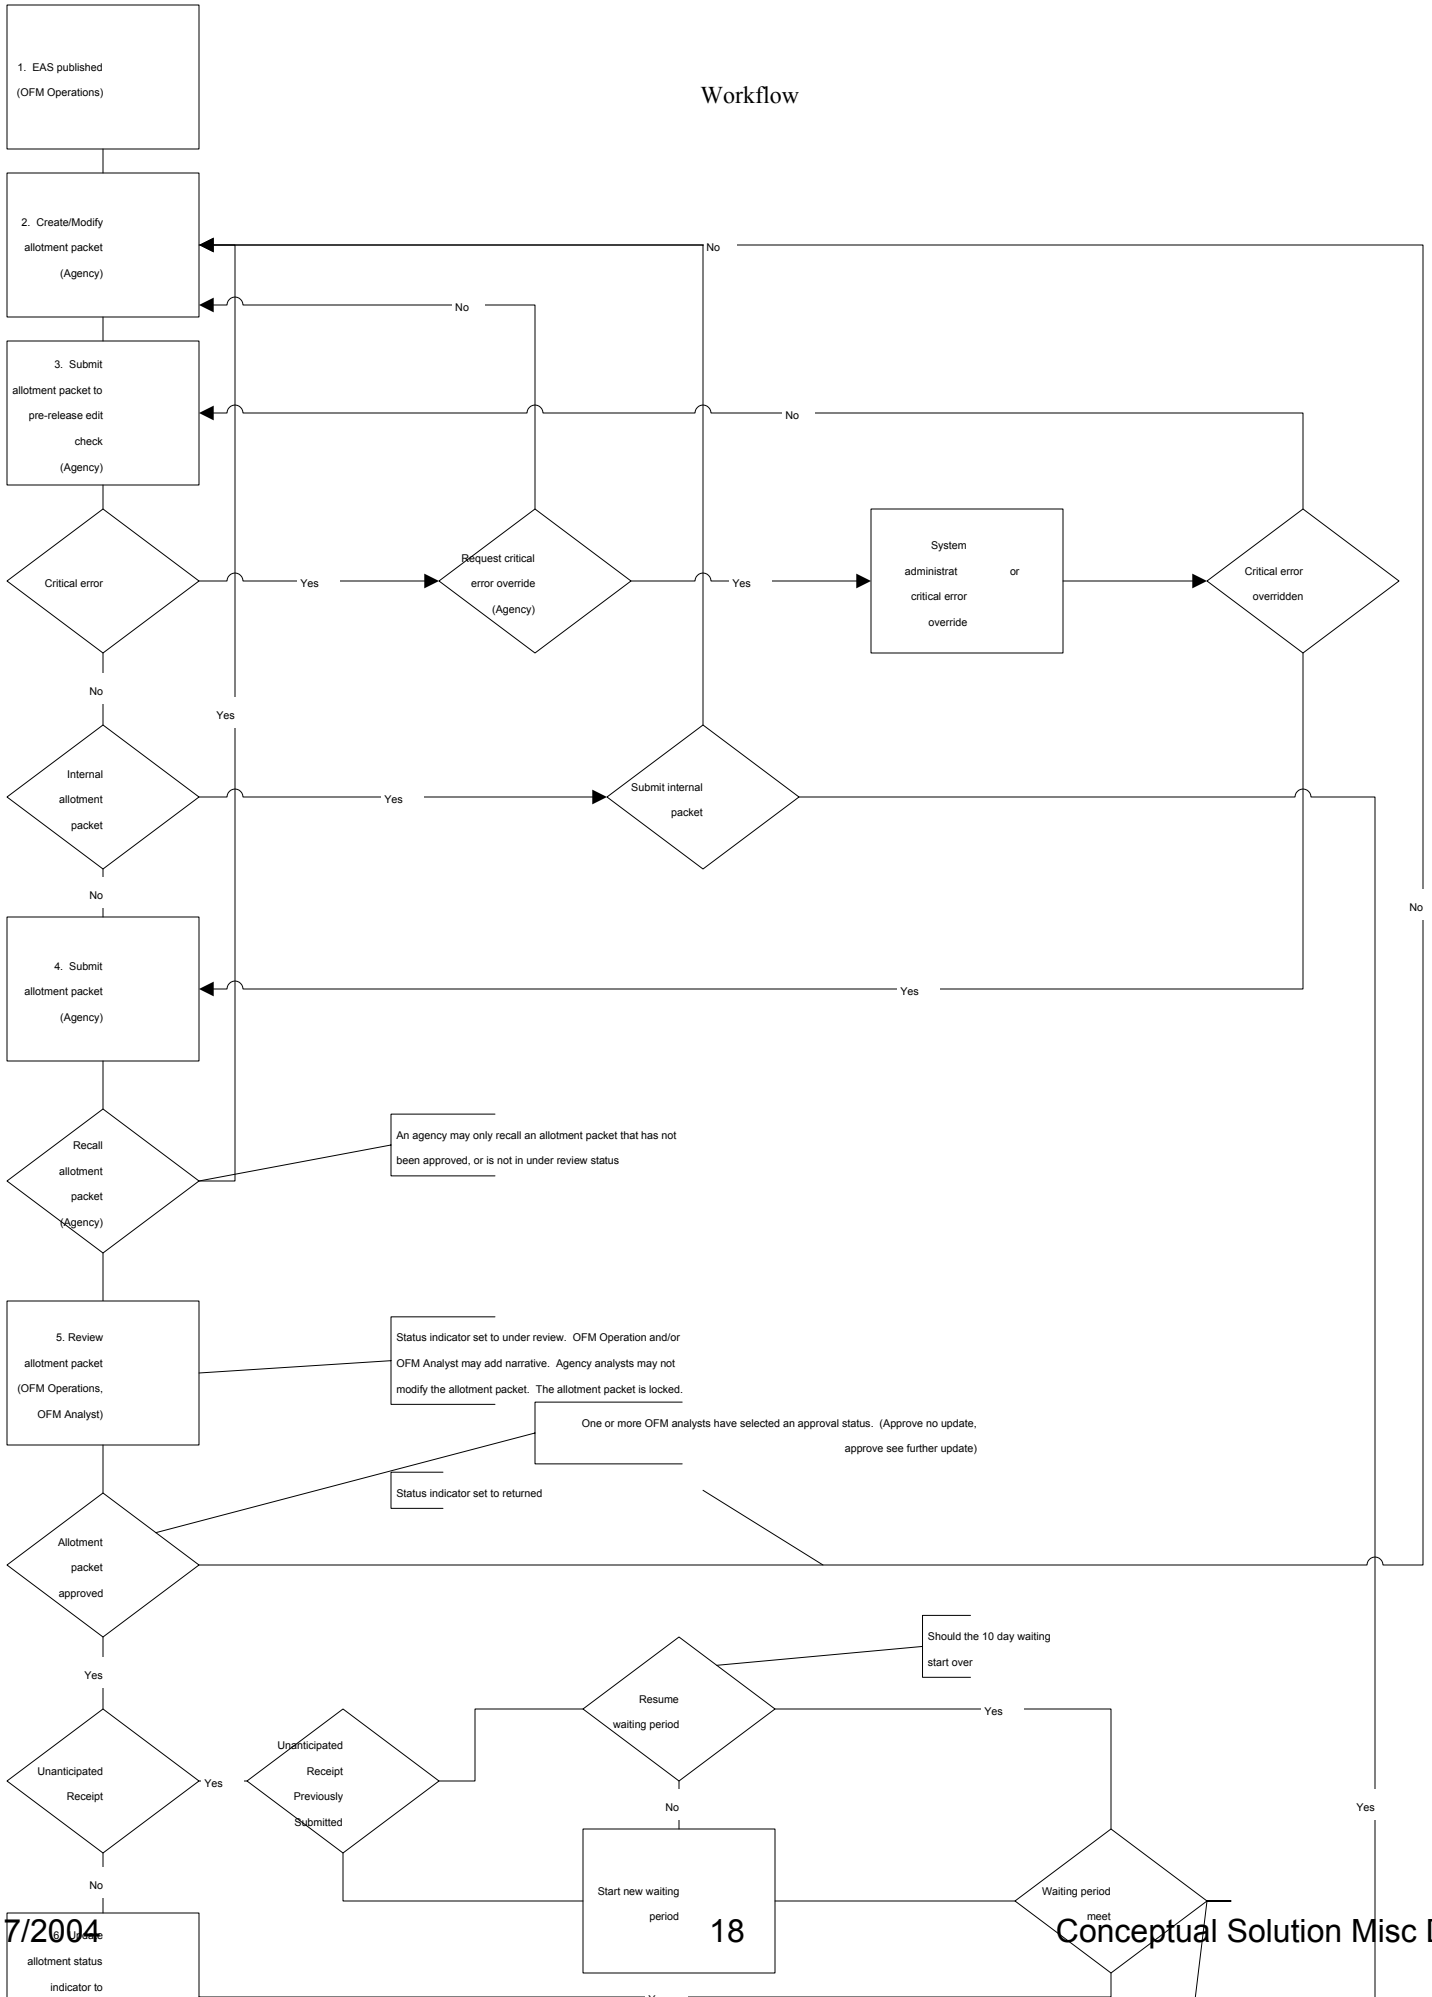 1. EAS published
(OFM Operations)
Workflow
2. Create/Modify
allotment packet
(Agency)
No
No
3. Submit
allotment packet to
pre-release edit
check
(Agency)
No
Critical error
Yes
Request critical
error override
(Agency)
Yes
System
administrat or
critical error
override
Critical error
overridden
No
Yes
Internal
allotment
packet
Yes
Submit internal
packet
No
No
4. Submit
allotment packet
(Agency)
Yes
Recall
allotment
packet
(Agency)
An agency may only recall an allotment packet that has not
been approved, or is not in under review status
5. Review
allotment packet
(OFM Operations,
OFM Analyst)
Status indicator set to under review. OFM Operation and/or
OFM Analyst may add narrative. Agency analysts may not
modify the allotment packet. The allotment packet is locked.
One or more OFM analysts have selected an approval status. (Approve no update,
approve see further update)
Status indicator set to returned
Allotment
packet
approved
Yes
Should the 10 day waiting
start over
Resume
waiting period
Yes
Unanticipated
Receipt
Yes
Unanticipated
Receipt
Previously
Submitted
No
Yes
No
Start new waiting
period
Waiting period
meet
6. Update
allotment status
indicator to
7/2004
18
Conceptual Solution Misc